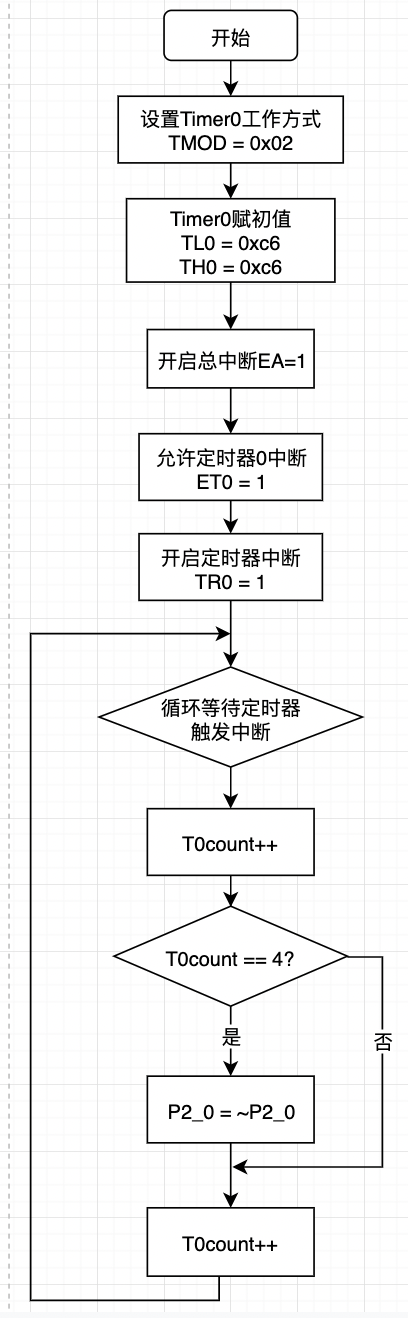 开始
设置Timer0工作方式
TMOD = 0x02
Timer0赋初值
TL0 = 0xc6
TH0 = 0xc6
开启总中断EA=1
允许定时器0中断
ET0 = 1
开启定时器中断
TR0 = 1
循环等待定时器
触发中断
T0count++
T0count == 4?
是
否
P2_0 = ~P2_0
T0count++